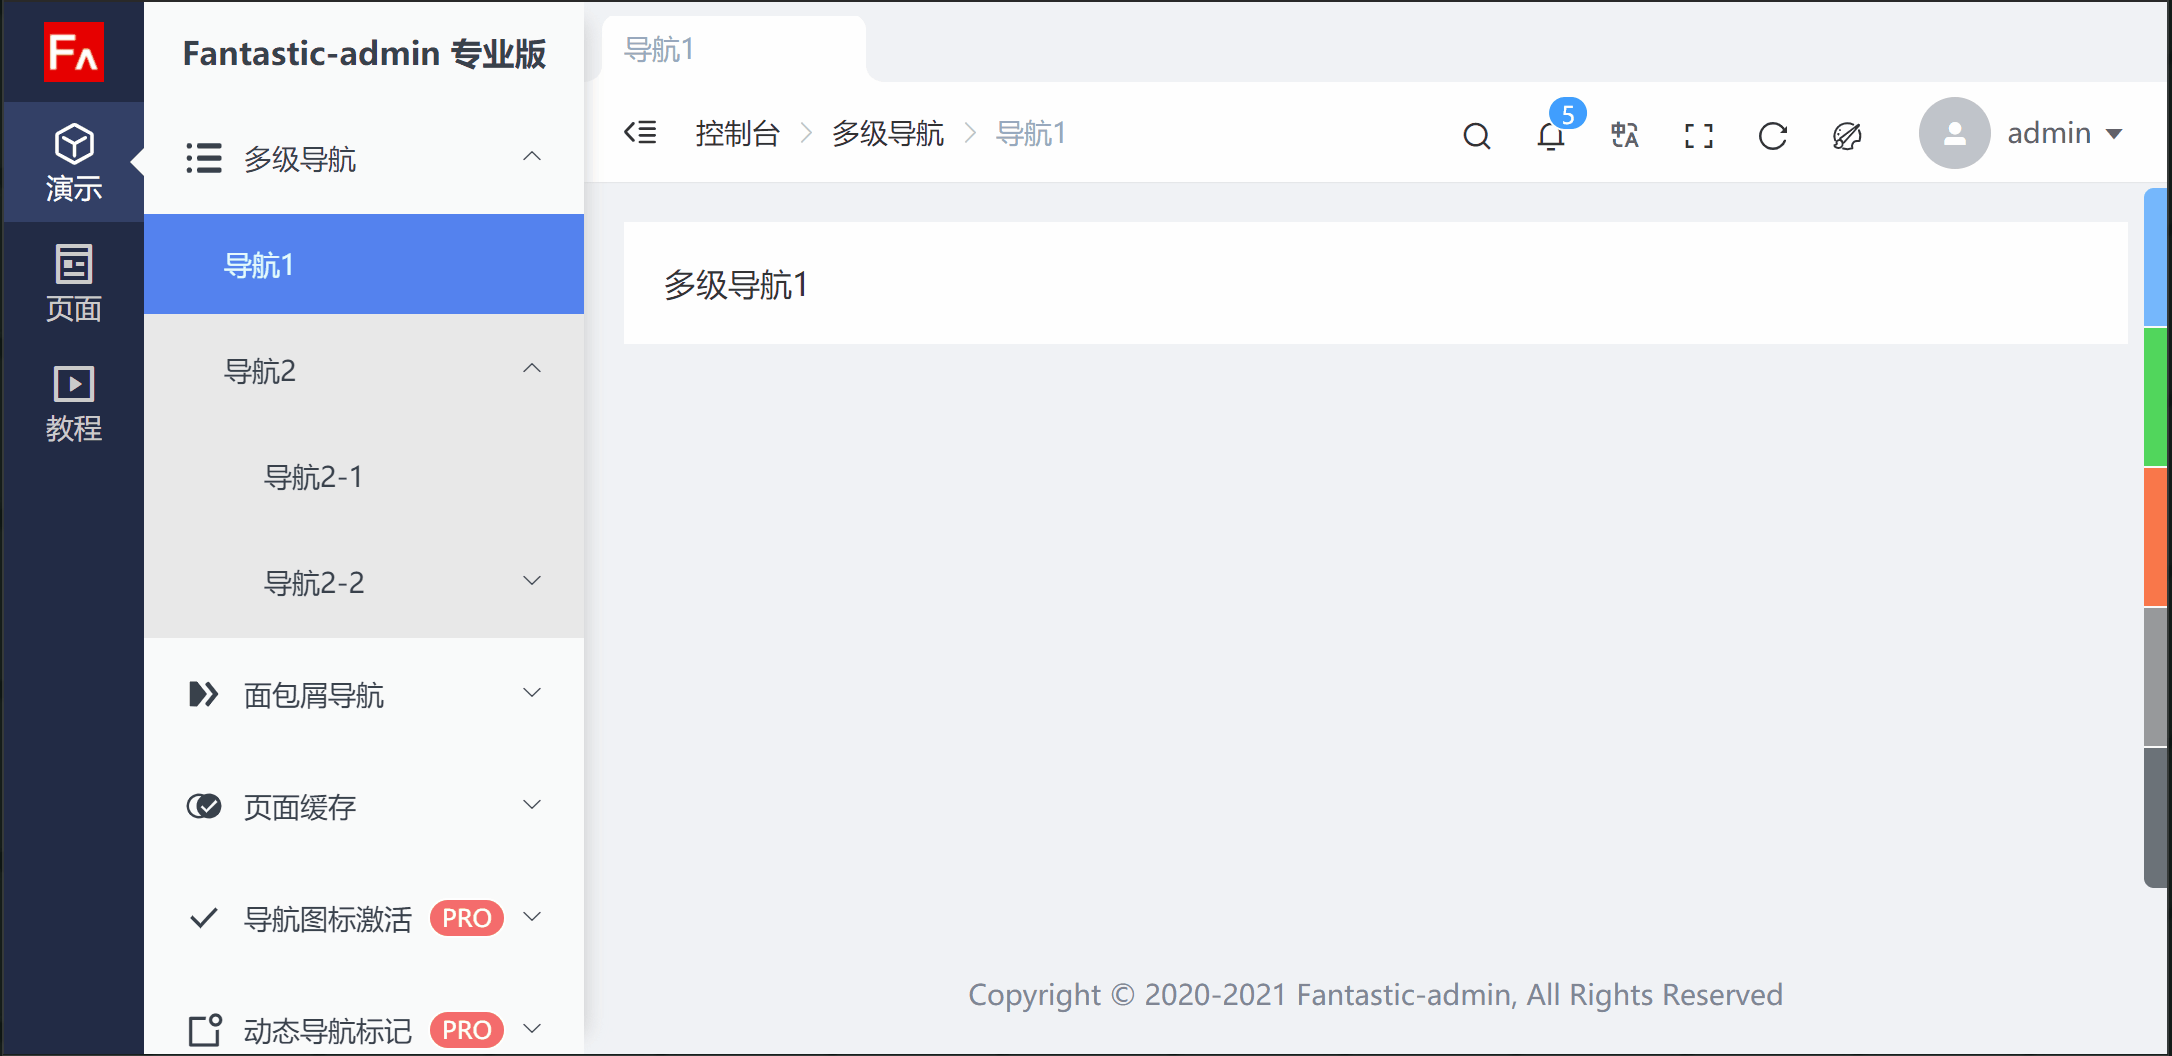 FA
演示
页面
教程
Fantastic-admin 专业版
多级导航
导航1
导航2
导航2-1
导航2-2
面包屑导航
页面缓存
导航图标激活 PRO
动态导航标记 PRO
导航1
控制台 > 多级导航 > 导航1
5
中A
admin
多级导航1
Copyright © 2020-2021 Fantastic-admin, All Rights Reserved